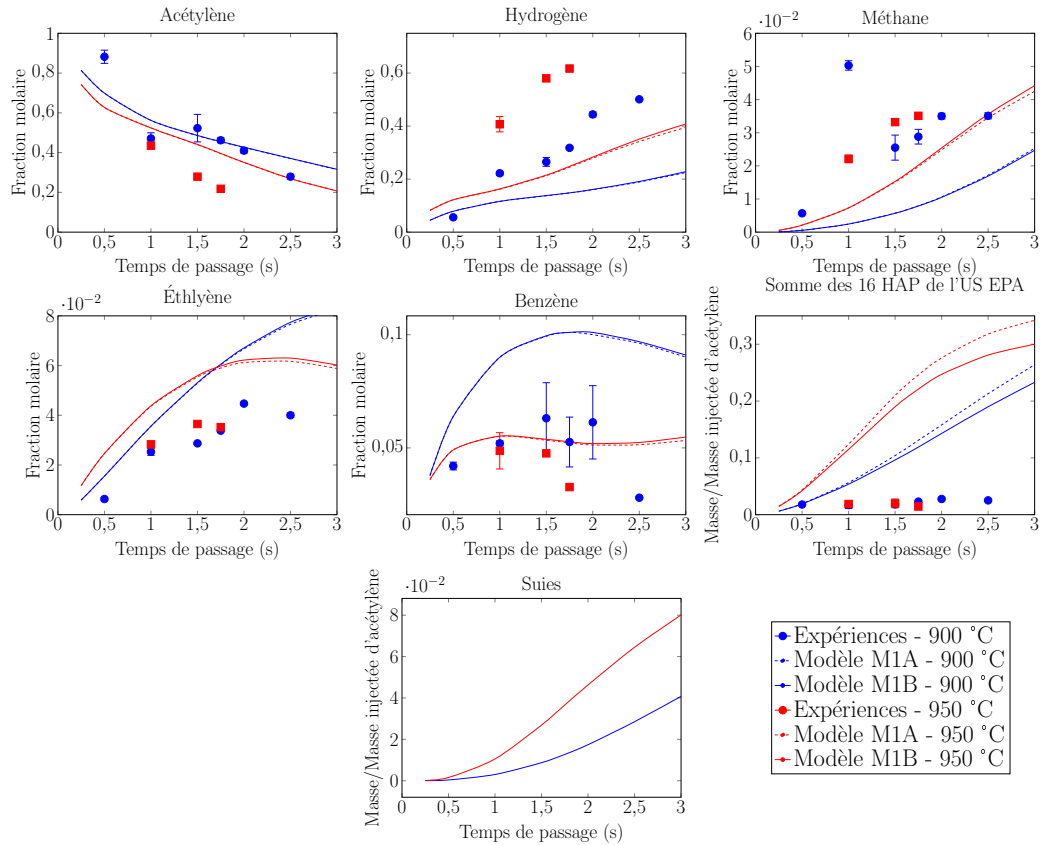 Acétylène
Fraction molaire
1
0,8
0,6
0,4
0,2
0
0 0,5 1 1,5 2 2,5 3
Temps de passage (s)
Hydrogène
Fraction molaire
0,6
0,4
0,2
0
0 0,5 1 1,5 2 2,5 3
Temps de passage (s)
Méthane
·10−2
Fraction molaire
6
5
4
3
2
1
0
0 0,5 1 1,5 2 2,5 3
Temps de passage (s)
Éthlyène
·10−2
Fraction molaire
8
6
4
2
0
0 0,5 1 1,5 2 2,5 3
Temps de passage (s)
Benzène
Fraction molaire
0,1
0,05
0 0,5 1 1,5 2 2,5 3
Temps de passage (s)
Somme des 16 HAP de l'US EPA
Masse/Masse injectée d'acétylène
0,3
0,2
0,1
0
0 0,5 1 1,5 2 2,5 3
Temps de passage (s)
Suies
·10−2
Masse/Masse injectée d'acétylène
8
6
4
2
0
0 0,5 1 1,5 2 2,5 3
Temps de passage (s)
Expériences - 900 °C
Modèle M1A - 900 °C
Modèle M1B - 900 °C
Expériences - 950 °C
Modèle M1A - 950 °C
Modèle M1B - 950 °C